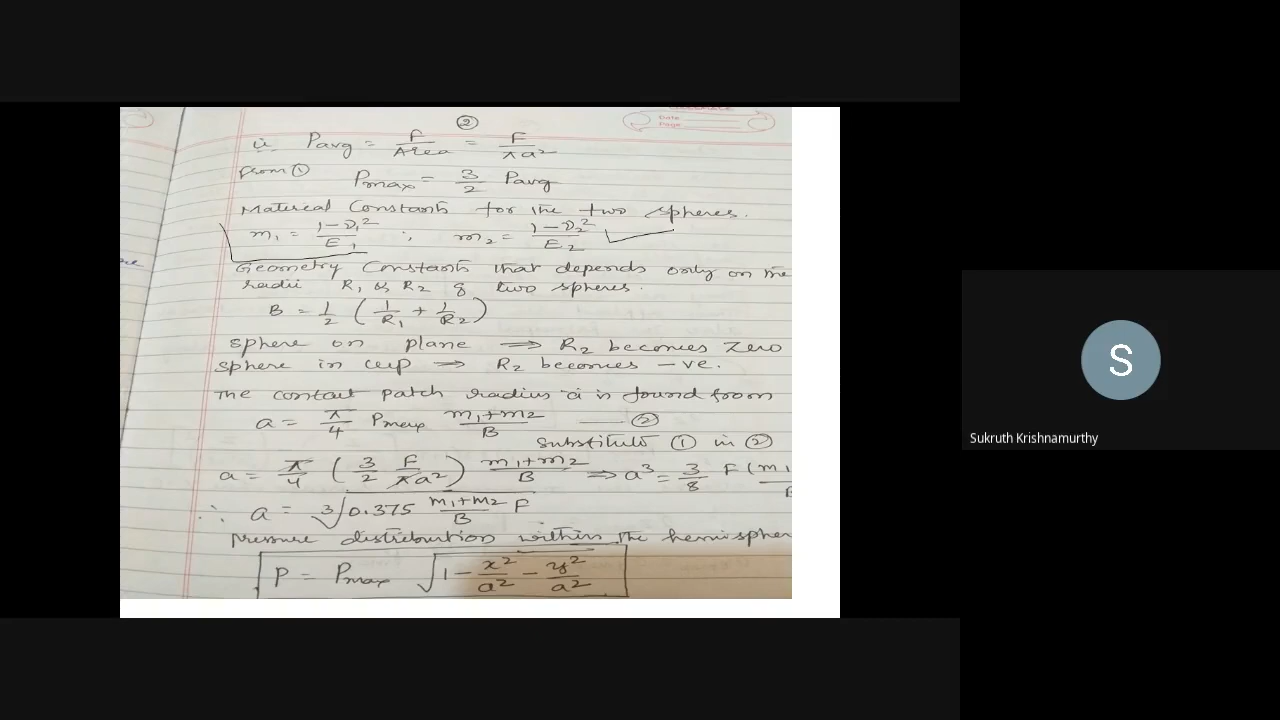 ②
ie Pavg = F/Area = F/πa²
from ① Pmax = 3/2 Pavg
Material Constants for the two spheres.
m₁ = (1-ν₁²)/E₁ ; m₂ = (1-ν₂²)/E₂
Geometry Constants that depends only on the
radii R₁ & R₂ of two spheres.
B = 1/2 (1/R₁ + 1/R₂)
sphere on plane ⟹ R₂ becomes zero
sphere in cup ⟹ R₂ becomes -ve.
The contact patch radius 'a' is found from
a = π/4 Pmax (m₁+m₂)/B —— ②
Substitute ① in ②
a = π/4 (3/2 F/πa²) (m₁+m₂)/B ⟹ a³ = 3/8 F (m₁
∴ a = ³√(0.375 (m₁+m₂)/B F)
pressure distribution within the hemispher
P = Pmax √(1 - x²/a² - y²/a²)
Date
Page
S
Sukruth Krishnamurthy